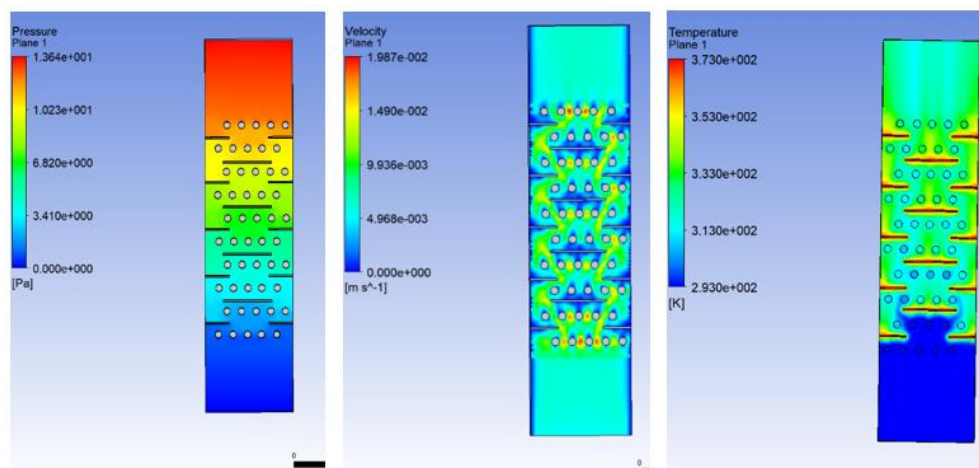 Pressure
Plane 1
1.364e+001
1.023e+001
6.820e+000
3.410e+000
0.000e+000
[Pa]
0
Velocity
Plane 1
1.987e-002
1.490e-002
9.936e-003
4.968e-003
0.000e+000
[m s^-1]
0
Temperature
Plane 1
3.730e+002
3.530e+002
3.330e+002
3.130e+002
2.930e+002
[K]